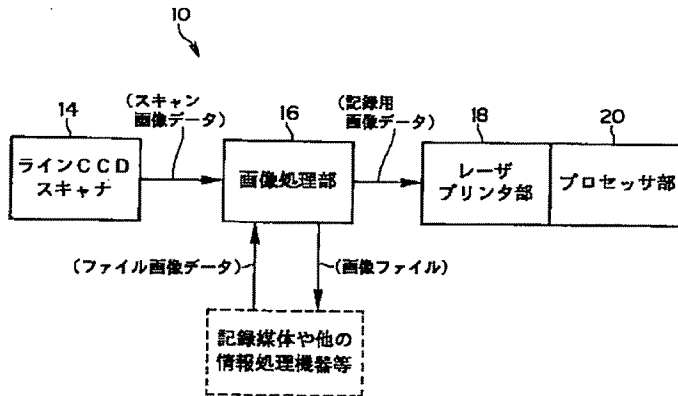 10
(スキャン
画像データ)
(記録用
画像データ)
14
16
18
20
ラインCCD
スキャナ
画像処理部
レーザ
プリンタ部
プロセッサ部
(ファイル画像データ)
(画像ファイル)
記録媒体や他の
情報処理機器等